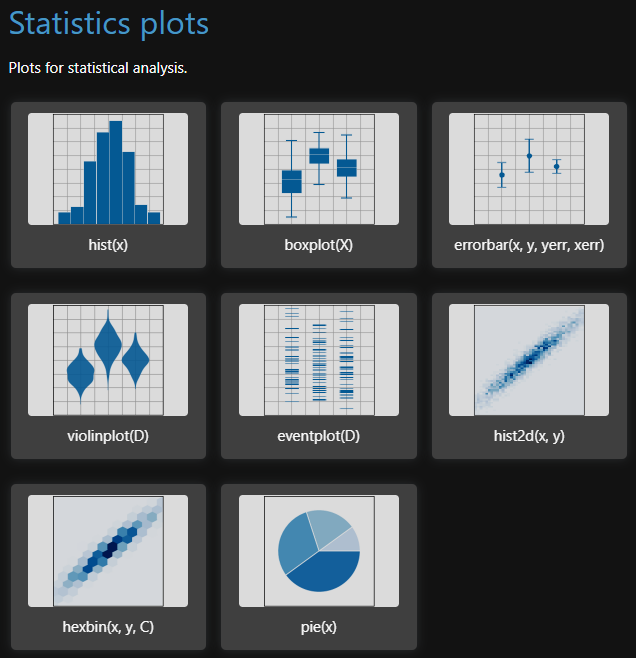 Statistics plots
Plots for statistical analysis.
hist(x)
boxplot(X)
errorbar(x, y, yerr, xerr)
violinplot(D)
eventplot(D)
hist2d(x, y)
hexbin(x, y, C)
pie(x)